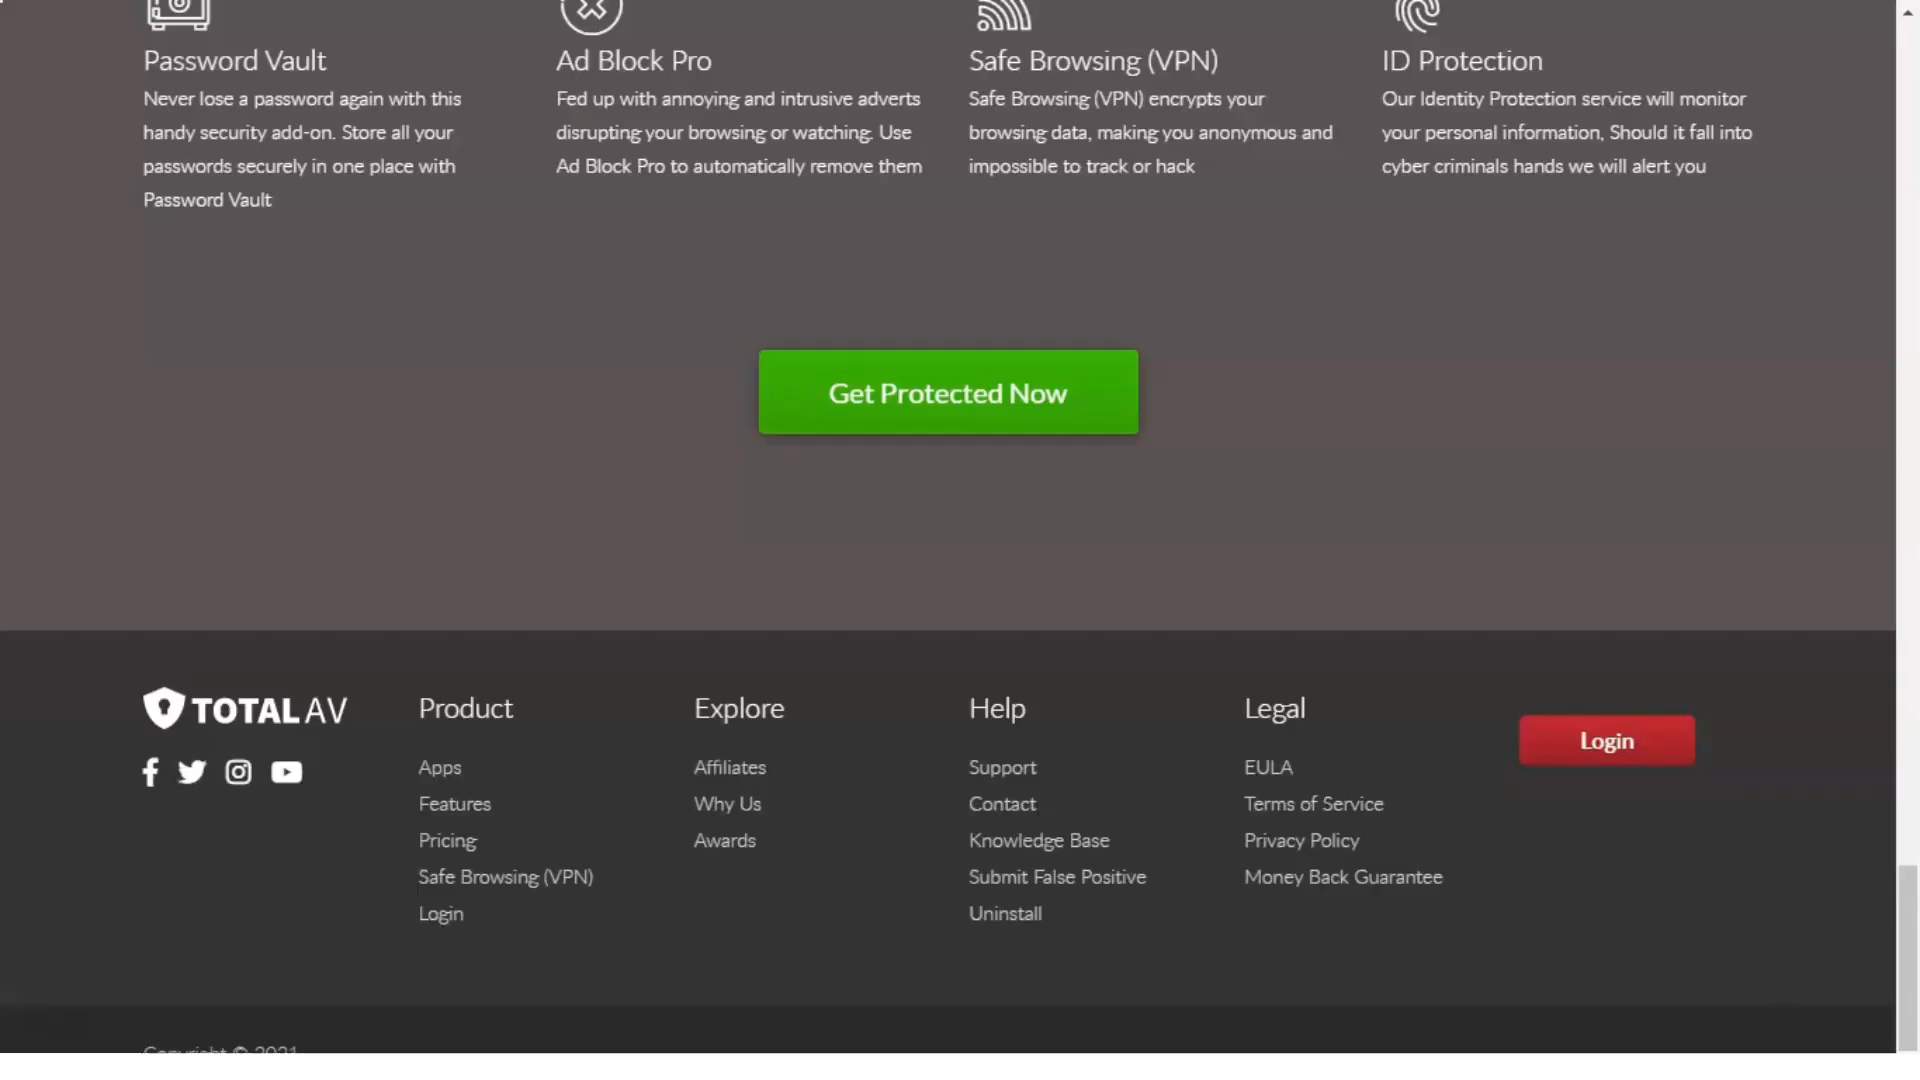 Password Vault
Never lose a password again with this
handy security add-on. Store all your
passwords securely in one place with
Password Vault
Ad Block Pro
Fed up with annoying and intrusive adverts
disrupting your browsing or watching. Use
Ad Block Pro to automatically remove them
Safe Browsing (VPN)
Safe Browsing (VPN) encrypts your
browsing data, making you anonymous and
impossible to track or hack
ID Protection
Our Identity Protection service will monitor
your personal information, Should it fall into
cyber criminals hands we will alert you
Get Protected Now
TOTAL AV
Product
Apps
Features
Pricing
Safe Browsing (VPN)
Login
Explore
Affiliates
Why Us
Awards
Help
Support
Contact
Knowledge Base
Submit False Positive
Uninstall
Legal
EULA
Terms of Service
Privacy Policy
Money Back Guarantee
Login
Copyright © 2021